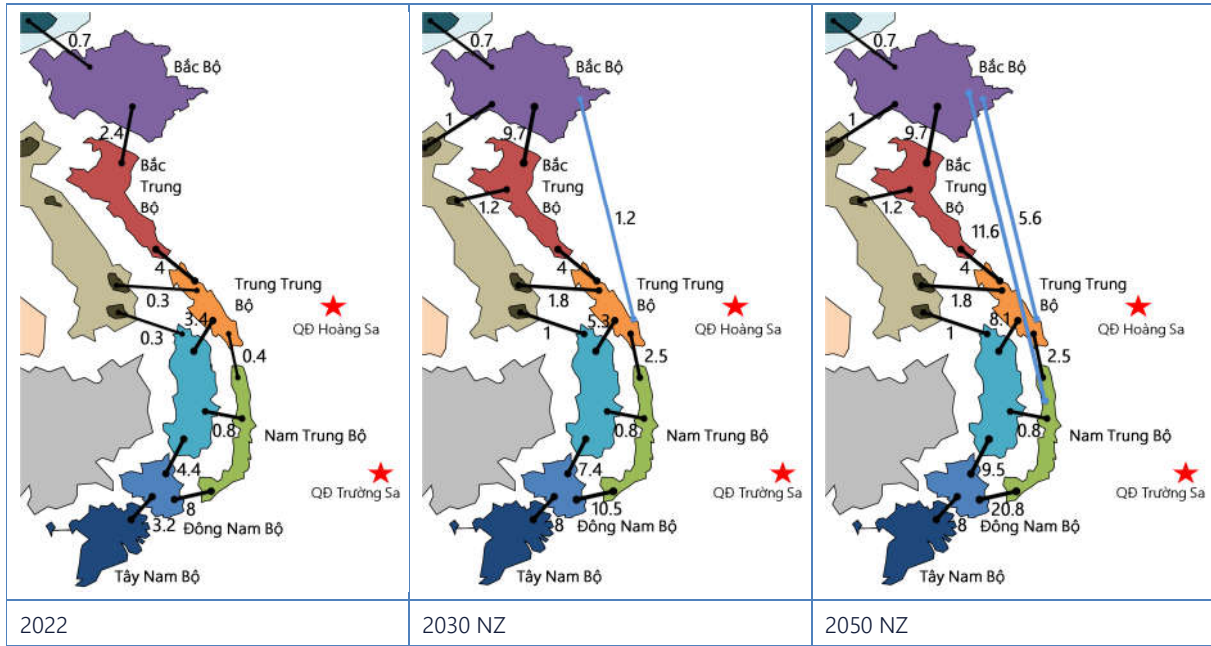 0.7
Bắc Bộ
2.4
Bắc
Trung
Bộ
4
0.3
Trung Trung
Bộ
QĐ Hoàng Sa
3.4
0.3
0.4
0.8
Nam Trung Bộ
4.4
QĐ Trường Sa
8
3.2
Đông Nam Bộ
Tây Nam Bộ
2022
0.7
Bắc Bộ
1
9.7
Bắc
Trung
Bộ
1.2
1.2
4
Trung Trung
Bộ
1.8
QĐ Hoàng Sa
5.3
1
2.5
0.8
Nam Trung Bộ
7.4
QĐ Trường Sa
10.5
8
Đông Nam Bộ
Tây Nam Bộ
2030 NZ
0.7
Bắc Bộ
1
9.7
Bắc
Trung
Bộ
1.2
5.6
11.6
4
Trung Trung
Bộ
1.8
QĐ Hoàng Sa
8.1
1
2.5
0.8
Nam Trung Bộ
9.5
QĐ Trường Sa
20.8
8
Đông Nam Bộ
Tây Nam Bộ
2050 NZ